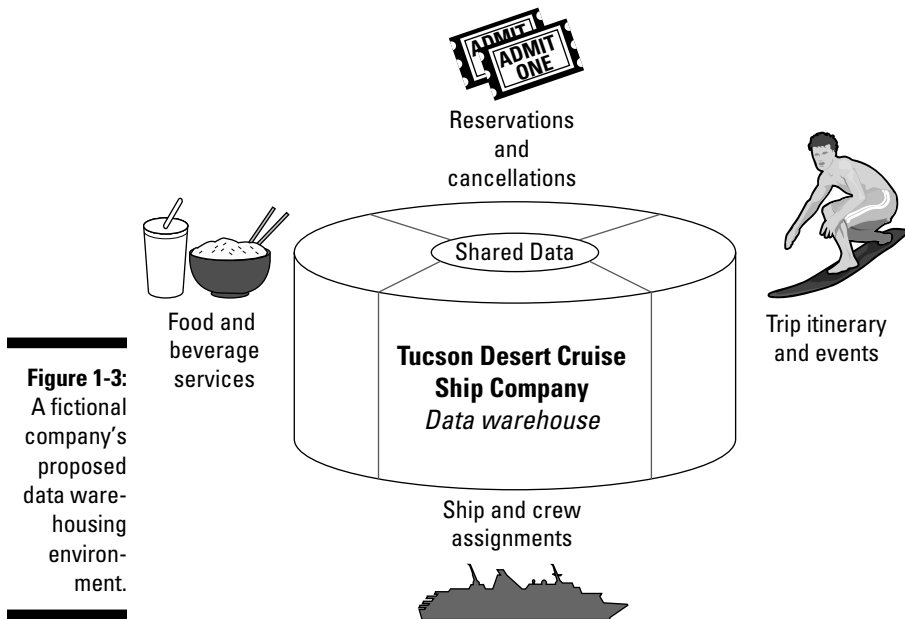 ADMIT
ADMIT
ONE
Reservations
and
cancellations
Shared Data
Food and
beverage
services
Trip itinerary
and events
Tucson Desert Cruise
Ship Company
Data warehouse
Ship and crew
assignments
Figure 1-3:
A fictional
company's
proposed
data ware-
housing
environ-
ment.